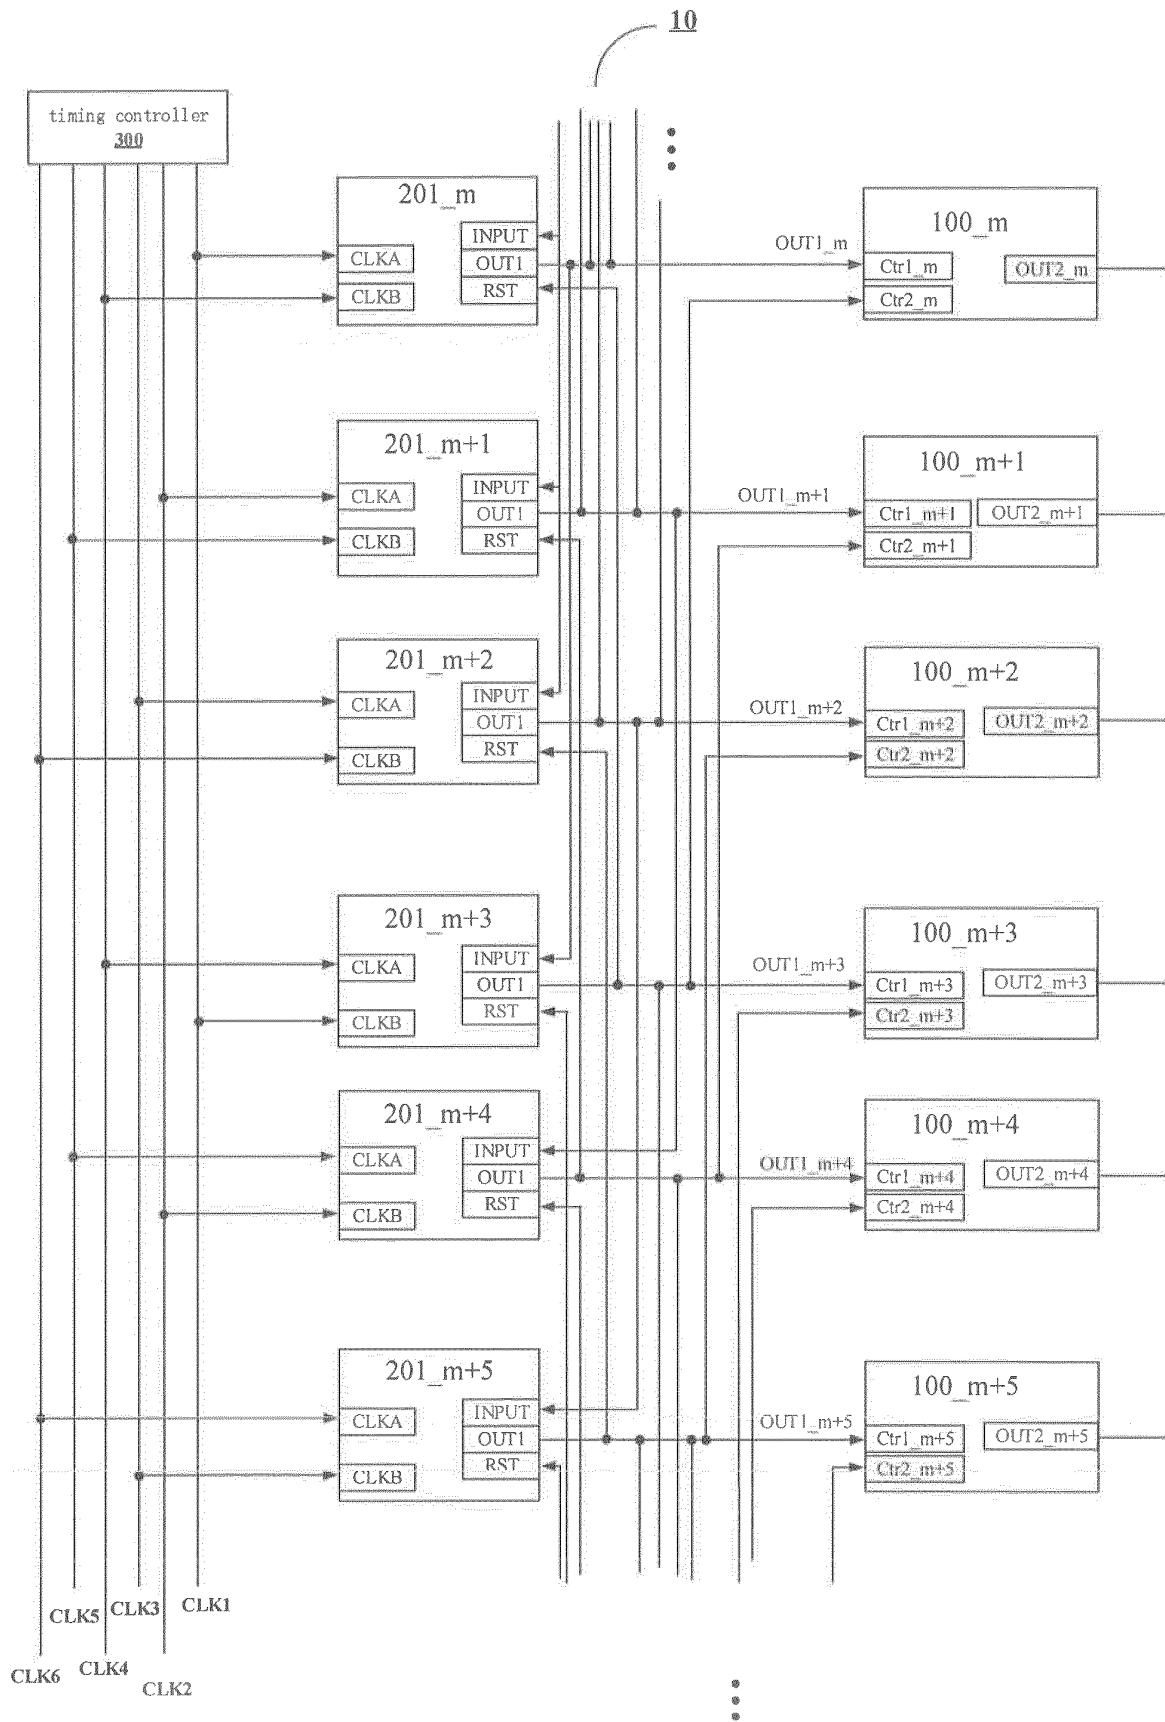 10
timing controller
300
201_m
INPUT
CLKA
OUT1
CLKB
RST
OUT1_m
100_m
Ctr1_m
OUT2_m
Ctr2_m
201_m+1
INPUT
CLKA
OUT1
CLKB
RST
OUT1_m+1
100_m+1
Ctr1_m+1
OUT2_m+1
Ctr2_m+1
201_m+2
INPUT
CLKA
OUT1
CLKB
RST
OUT1_m+2
100_m+2
Ctr1_m+2
OUT2_m+2
Ctr2_m+2
201_m+3
INPUT
CLKA
OUT1
CLKB
RST
OUT1_m+3
100_m+3
Ctr1_m+3
OUT2_m+3
Ctr2_m+3
201_m+4
INPUT
CLKA
OUT1
CLKB
RST
OUT1_m+4
100_m+4
Ctr1_m+4
OUT2_m+4
Ctr2_m+4
201_m+5
INPUT
CLKA
OUT1
CLKB
RST
OUT1_m+5
100_m+5
Ctr1_m+5
OUT2_m+5
Ctr2_m+5
CLK5
CLK3
CLK1
CLK6
CLK4
CLK2